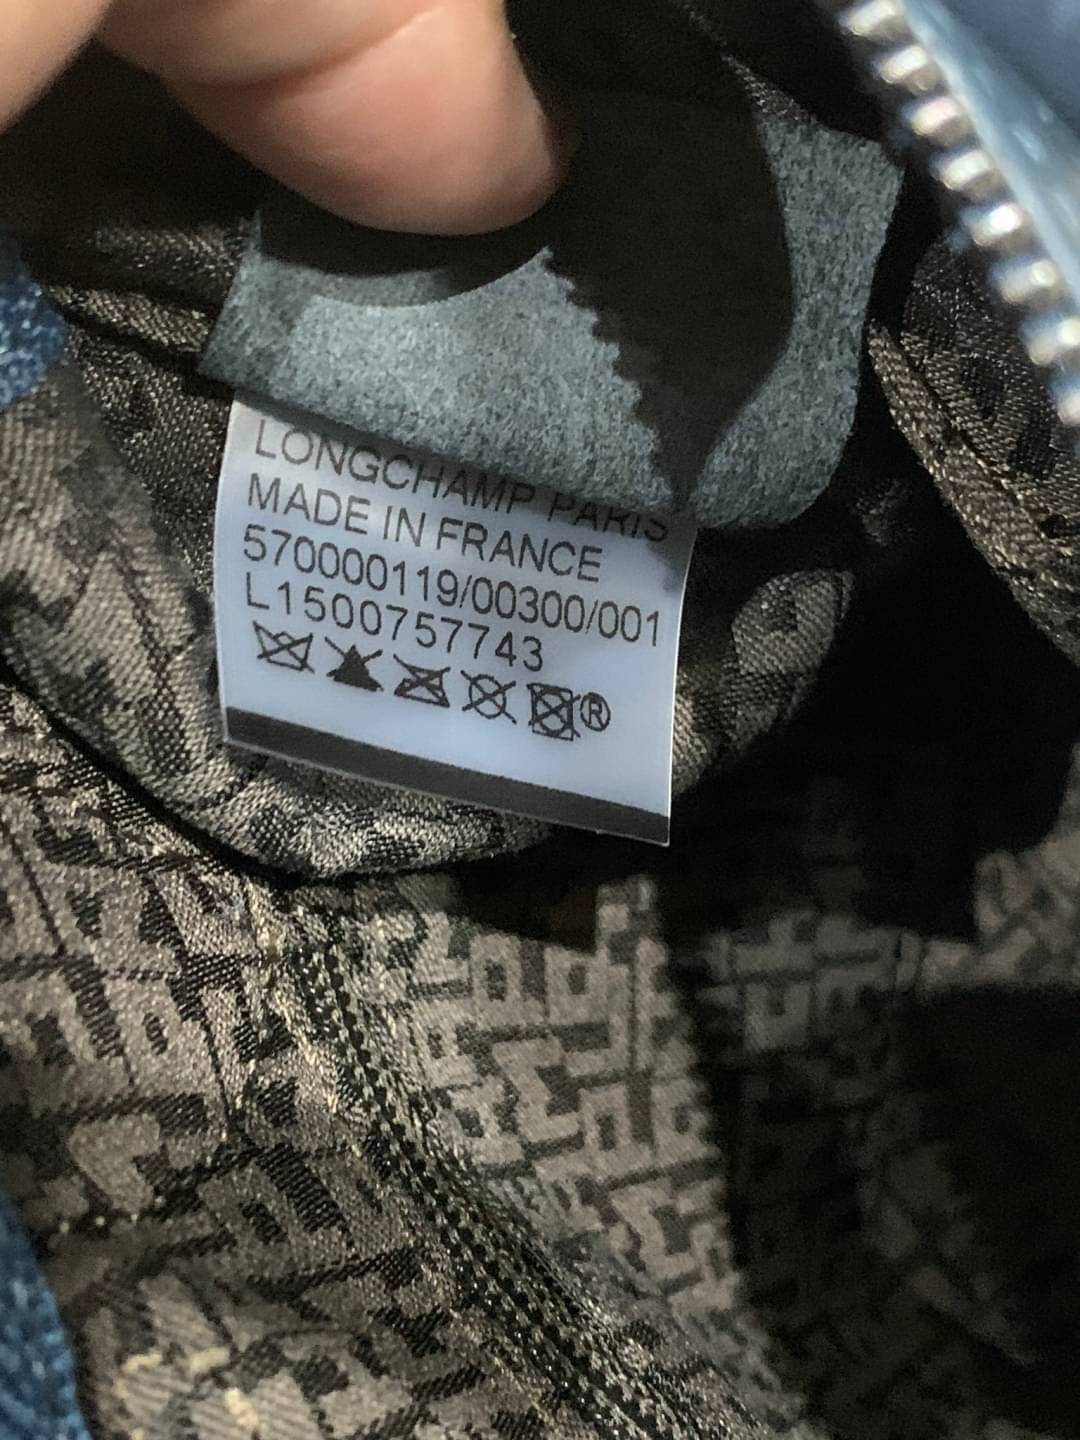 LONGCHAMP PARIS
MADE IN FRANCE
570000119/00300/001
L1500757743
®